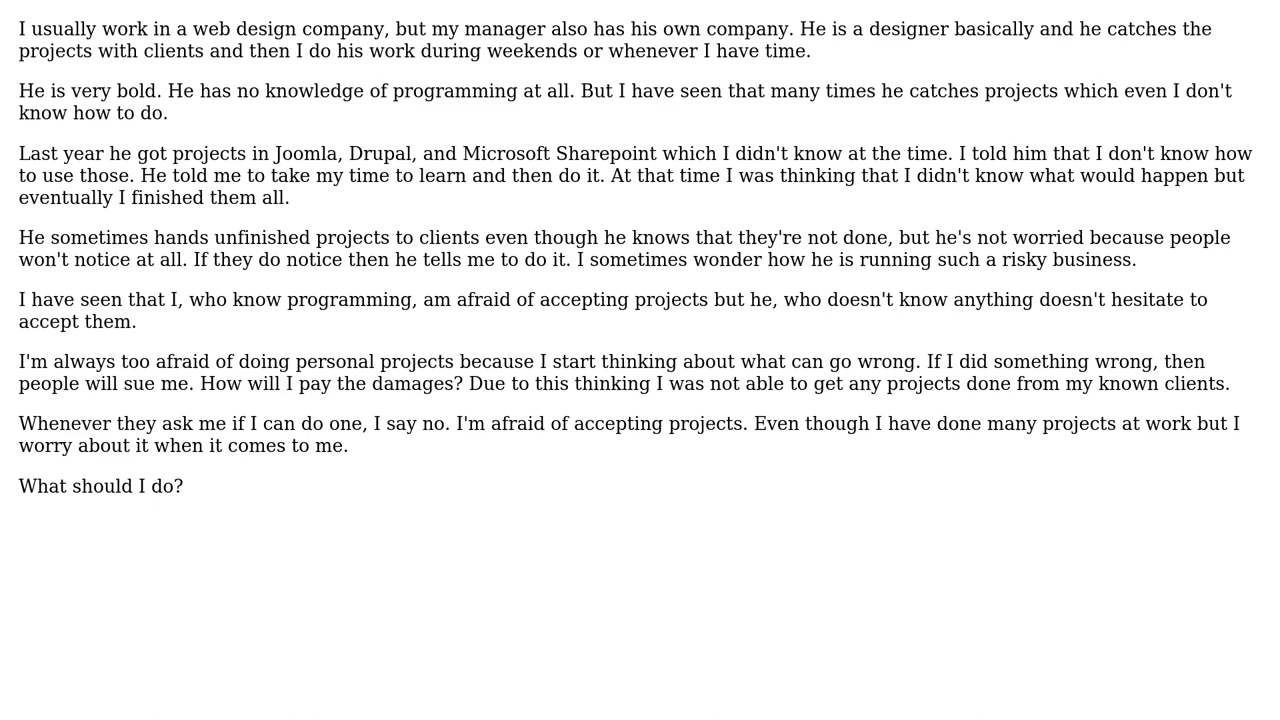 I usually work in a web design company, but my manager also has his own company. He is a designer basically and he catches the
projects with clients and then I do his work during weekends or whenever I have time.
He is very bold. He has no knowledge of programming at all. But I have seen that many times he catches projects which even I don't
know how to do.
Last year he got projects in Joomla, Drupal, and Microsoft Sharepoint which I didn't know at the time. I told him that I don't know how
to use those. He told me to take my time to learn and then do it. At that time I was thinking that I didn't know what would happen but
eventually I finished them all.
He sometimes hands unfinished projects to clients even though he knows that they're not done, but he's not worried because people
won't notice at all. If they do notice then he tells me to do it. I sometimes wonder how he is running such a risky business.
I have seen that I, who know programming, am afraid of accepting projects but he, who doesn't know anything doesn't hesitate to
accept them.
I'm always too afraid of doing personal projects because I start thinking about what can go wrong. If I did something wrong, then
people will sue me. How will I pay the damages? Due to this thinking I was not able to get any projects done from my known clients.
Whenever they ask me if I can do one, I say no. I'm afraid of accepting projects. Even though I have done many projects at work but I
worry about it when it comes to me.
What should I do?